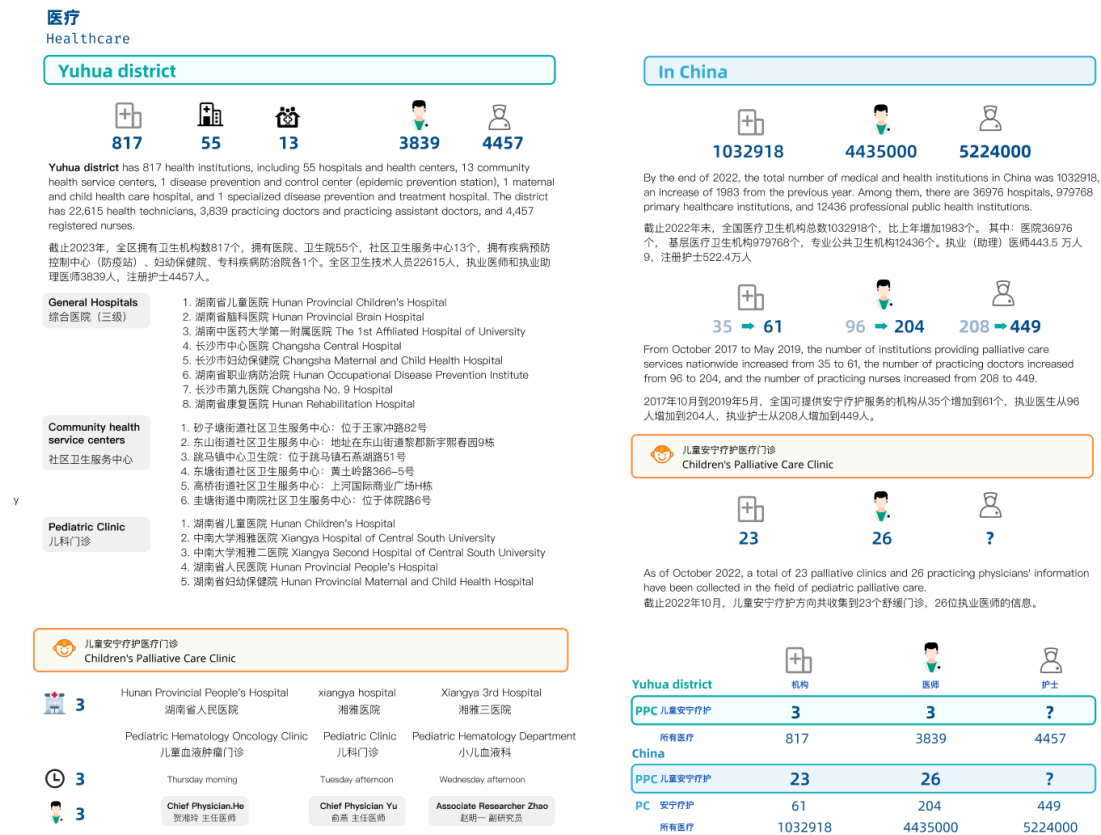 医疗
Healthcare
Yuhua district
817
55
13
3839
4457
Yuhua district has 817 health institutions, including 55 hospitals and health centers, 13 community
health service centers, 1 disease prevention and control center (epidemic prevention station), 1 maternal
and child health care hospital, and 1 specialized disease prevention and treatment hospital. The district
has 22,615 health technicians, 3,839 practicing doctors and practicing assistant doctors, and 4,457
registered nurses.
截止2023年，全区拥有卫生机构数817个，拥有医院、卫生院55个，社区卫生服务中心13个，拥有疾病预防
控制中心（防疫站）、妇幼保健院、专科疾病防治院各1个。全区卫生技术人员22615人，执业医师和执业助
理医师3839人，注册护士4457人。
General Hospitals
综合医院（三级）
1. 湖南省儿童医院 Hunan Provincial Children's Hospital
2. 湖南省脑科医院 Hunan Provincial Brain Hospital
3. 湖南中医药大学第一附属医院 The 1st Affiliated Hospital of University
4. 长沙市中心医院 Changsha Central Hospital
5. 长沙市妇幼保健院 Changsha Maternal and Child Health Hospital
6. 湖南省职业病防治院 Hunan Occupational Disease Prevention Institute
7. 长沙市第九医院 Changsha No. 9 Hospital
8. 湖南省康复医院 Hunan Rehabilitation Hospital
Community health
service centers
社区卫生服务中心
1. 砂子塘街道社区卫生服务中心：位于王家冲路82号
2. 东山街道社区卫生服务中心：地址在东山街道黎郡新宇熙春园9栋
3. 跳马镇中心卫生院：位于跳马镇石燕湖路51号
4. 东塘街道社区卫生服务中心：黄土岭路366-5号
5. 高桥街道社区卫生服务中心：上河国际商业广场H栋
6. 圭塘街道中南院社区卫生服务中心：位于体院路6号
y
Pediatric Clinic
儿科门诊
1. 湖南省儿童医院 Hunan Children's Hospital
2. 中南大学湘雅医院 Xiangya Hospital of Central South University
3. 中南大学湘雅二医院 Xiangya Second Hospital of Central South University
4. 湖南省人民医院 Hunan Provincial People's Hospital
5. 湖南省妇幼保健院 Hunan Provincial Maternal and Child Health Hospital
儿童安宁疗护医疗门诊
Children's Palliative Care Clinic
3
Hunan Provincial People's Hospital
xiangya hospital
Xiangya 3rd Hospital
湖南省人民医院
湘雅医院
湘雅三医院
Pediatric Hematology Oncology Clinic
Pediatric Clinic
Pediatric Hematology Department
儿童血液肿瘤门诊
儿科门诊
小儿血液科
3
Thursday morning
Tuesday afternoon
Wednesday afternoon
3
Chief Physician.He
贺湘玲 主任医师
Chief Physician Yu
俞燕 主任医师
Associate Researcher Zhao
赵明一 副研究员
In China
1032918
4435000
5224000
By the end of 2022, the total number of medical and health institutions in China was 1032918,
an increase of 1983 from the previous year. Among them, there are 36976 hospitals, 979768
primary healthcare institutions, and 12436 professional public health institutions.
截止2022年末，全国医疗卫生机构总数1032918个，比上年增加1983个。 其中：医院36976
个， 基层医疗卫生机构979768个，专业公共卫生机构12436个。执业（助理）医师443.5 万人
9，注册护士522.4万人
35 ➡ 61
96 ➡ 204
208 ➡ 449
From October 2017 to May 2019, the number of institutions providing palliative care
services nationwide increased from 35 to 61, the number of practicing doctors increased
from 96 to 204, and the number of practicing nurses increased from 208 to 449.
2017年10月到2019年5月，全国可提供安宁疗护服务的机构从35个增加到61个，执业医生从96
人增加到204人，执业护士从208人增加到449人。
儿童安宁疗护医疗门诊
Children's Palliative Care Clinic
23
26
?
As of October 2022, a total of 23 palliative clinics and 26 practicing physicians' information
have been collected in the field of pediatric palliative care.
截止2022年10月，儿童安宁疗护方向共收集到23个舒缓门诊，26位执业医师的信息。
Yuhua district
机构
医师
护士
PPC 儿童安宁疗护
3
3
?
所有医疗
817
3839
4457
China
PPC 儿童安宁疗护
23
26
?
PC 安宁疗护
61
204
449
所有医疗
1032918
4435000
5224000